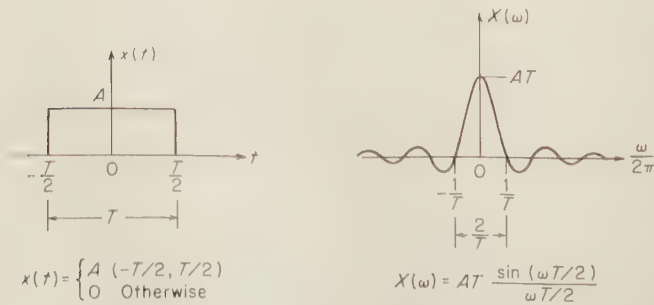 x(t)
A
-T/2
0
T/2
t
T
x(t) = { A (-T/2, T/2)
0 Otherwise
X(ω)
AT
-1/T
0
1/T
ω/2π
2/T
X(ω) = AT sin (ωT/2) / ωT/2